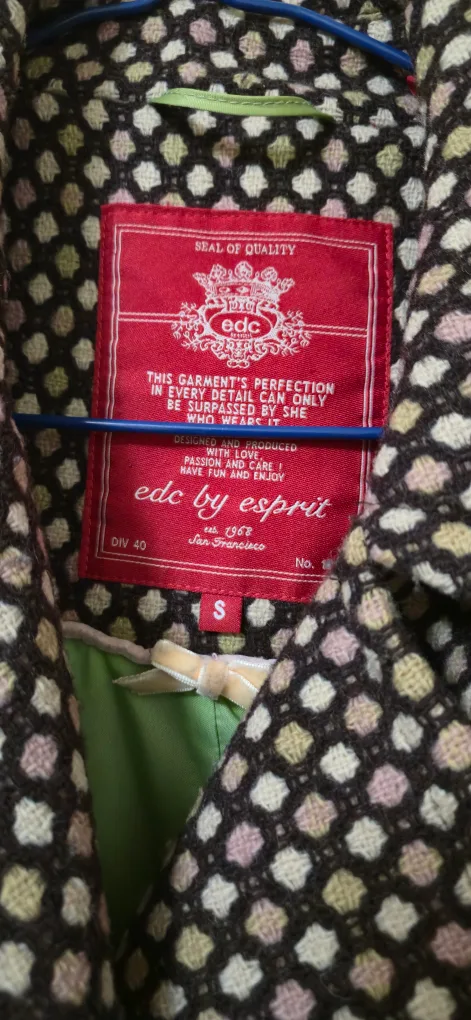 SEAL OF QUALITY
edc
THIS GARMENT'S PERFECTION
IN EVERY DETAIL CAN ONLY
BE SURPASSED BY SHE
WHO WEARS IT
DESIGNED AND PRODUCED
WITH LOVE,
PASSION AND CARE !
HAVE FUN AND ENJOY
edc by esprit
est. 1968
San Francisco
DIV 40
No.
S